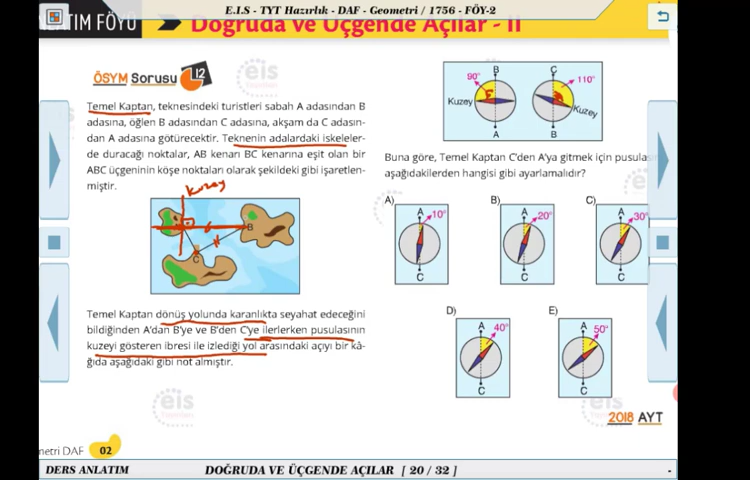 E.I.S - TYT Hazırlık - DAF - Geometri / 1756 - FÖY-2
ATIM FÖYÜ
Doğruda ve Üçgende Açılar - II
ÖSYM Sorusu 12
eis
Temel Kaptan, teknesindeki turistleri sabah A adasından B
adasına, öğlen B adasından C adasına, akşam da C adasın-
dan A adasına götürecektir. Teknenin adalardaki iskeleler-
de duracağı noktalar, AB kenarı BC kenarına eşit olan bir
ABC üçgeninin köşe noktaları olarak şekildeki gibi işaretlen-
miştir.
kuzey
B
C
Temel Kaptan dönüş yolunda karanlıkta seyahat edeceğini
bildiğinden A'dan B'ye ve B'den C'ye ilerlerken pusulasının
kuzeyi gösteren ibresi ile izlediği yol arasındaki açıyı bir kâ-
ğıda aşağıdaki gibi not almıştır.
eis
B
90°
Kuzey
A
C
110°
Kuzey
B
Buna göre, Temel Kaptan C'den A'ya gitmek için pusulas
aşağıdakilerden hangisi gibi ayarlamalıdır?
A)
A
10°
C
B)
A
20°
C
C)
A
30°
C
D)
A
40°
C
E)
A
50°
C
eis
2018 AYT
metri DAF 02
DERS ANLATIM
DOĞRUDA VE ÜÇGENDE AÇILAR [ 20 / 32 ]